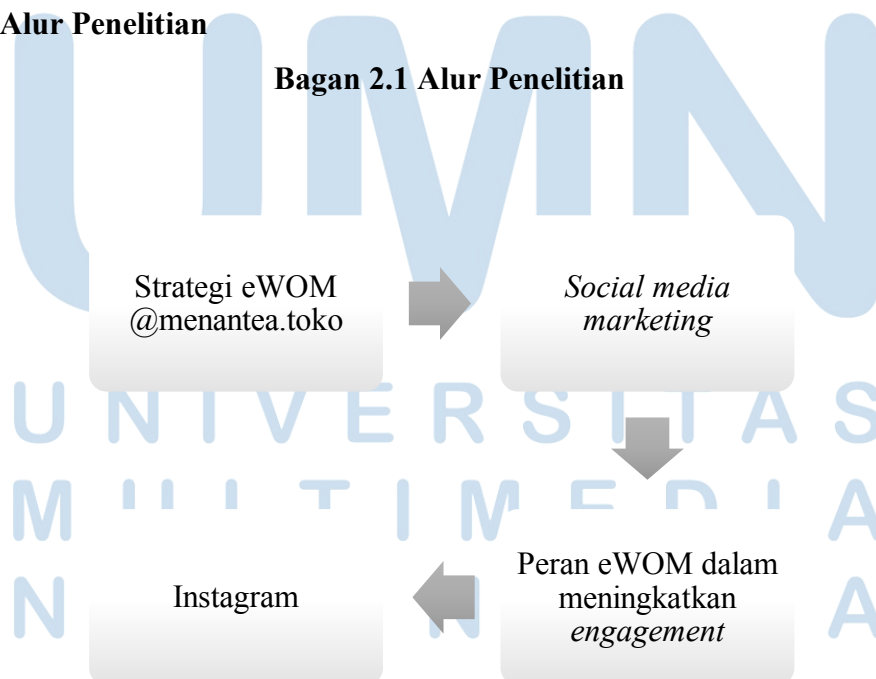 Alur Penelitian
Bagan 2.1 Alur Penelitian
UMN
Strategi eWOM
@menantea.toko
Social media
marketing
UNIVERSITAS
MULTIMEDIA
Peran eWOM dalam
meningkatkan
engagement
Instagram